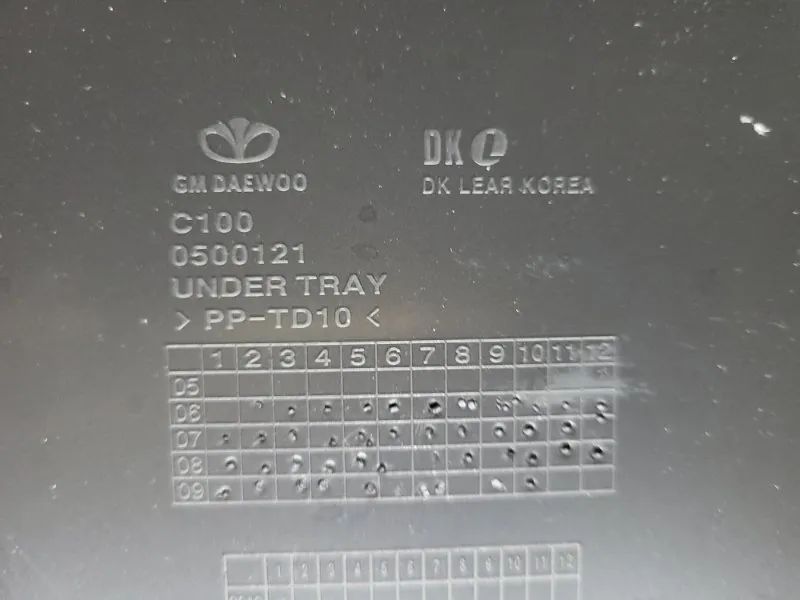 DK L
GM DAEWOO
DK LEAR KOREA
C100
0500121
UNDER TRAY
> PP-TD10 <
1 2 3 4 5 6 7 8 9 10 11 12
05
06
07
08
09
1 2 3 4 5 6 7 8 9 10 11 12